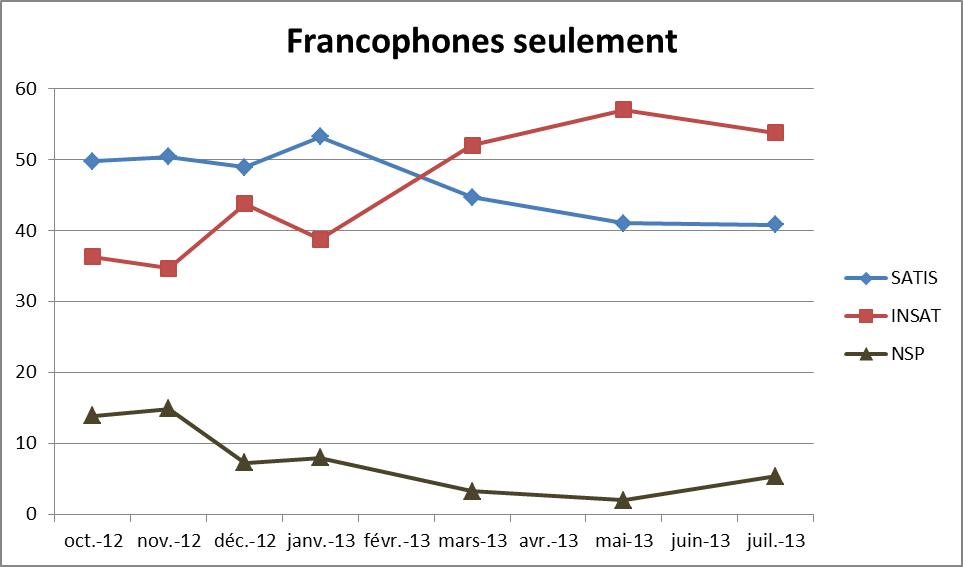 Francophones seulement
60
50
40
30
20
10
0
oct.-12 nov.-12 déc.-12 janv.-13 févr.-13 mars-13 avr.-13 mai-13 juin-13 juil.-13
SATIS
INSAT
NSP